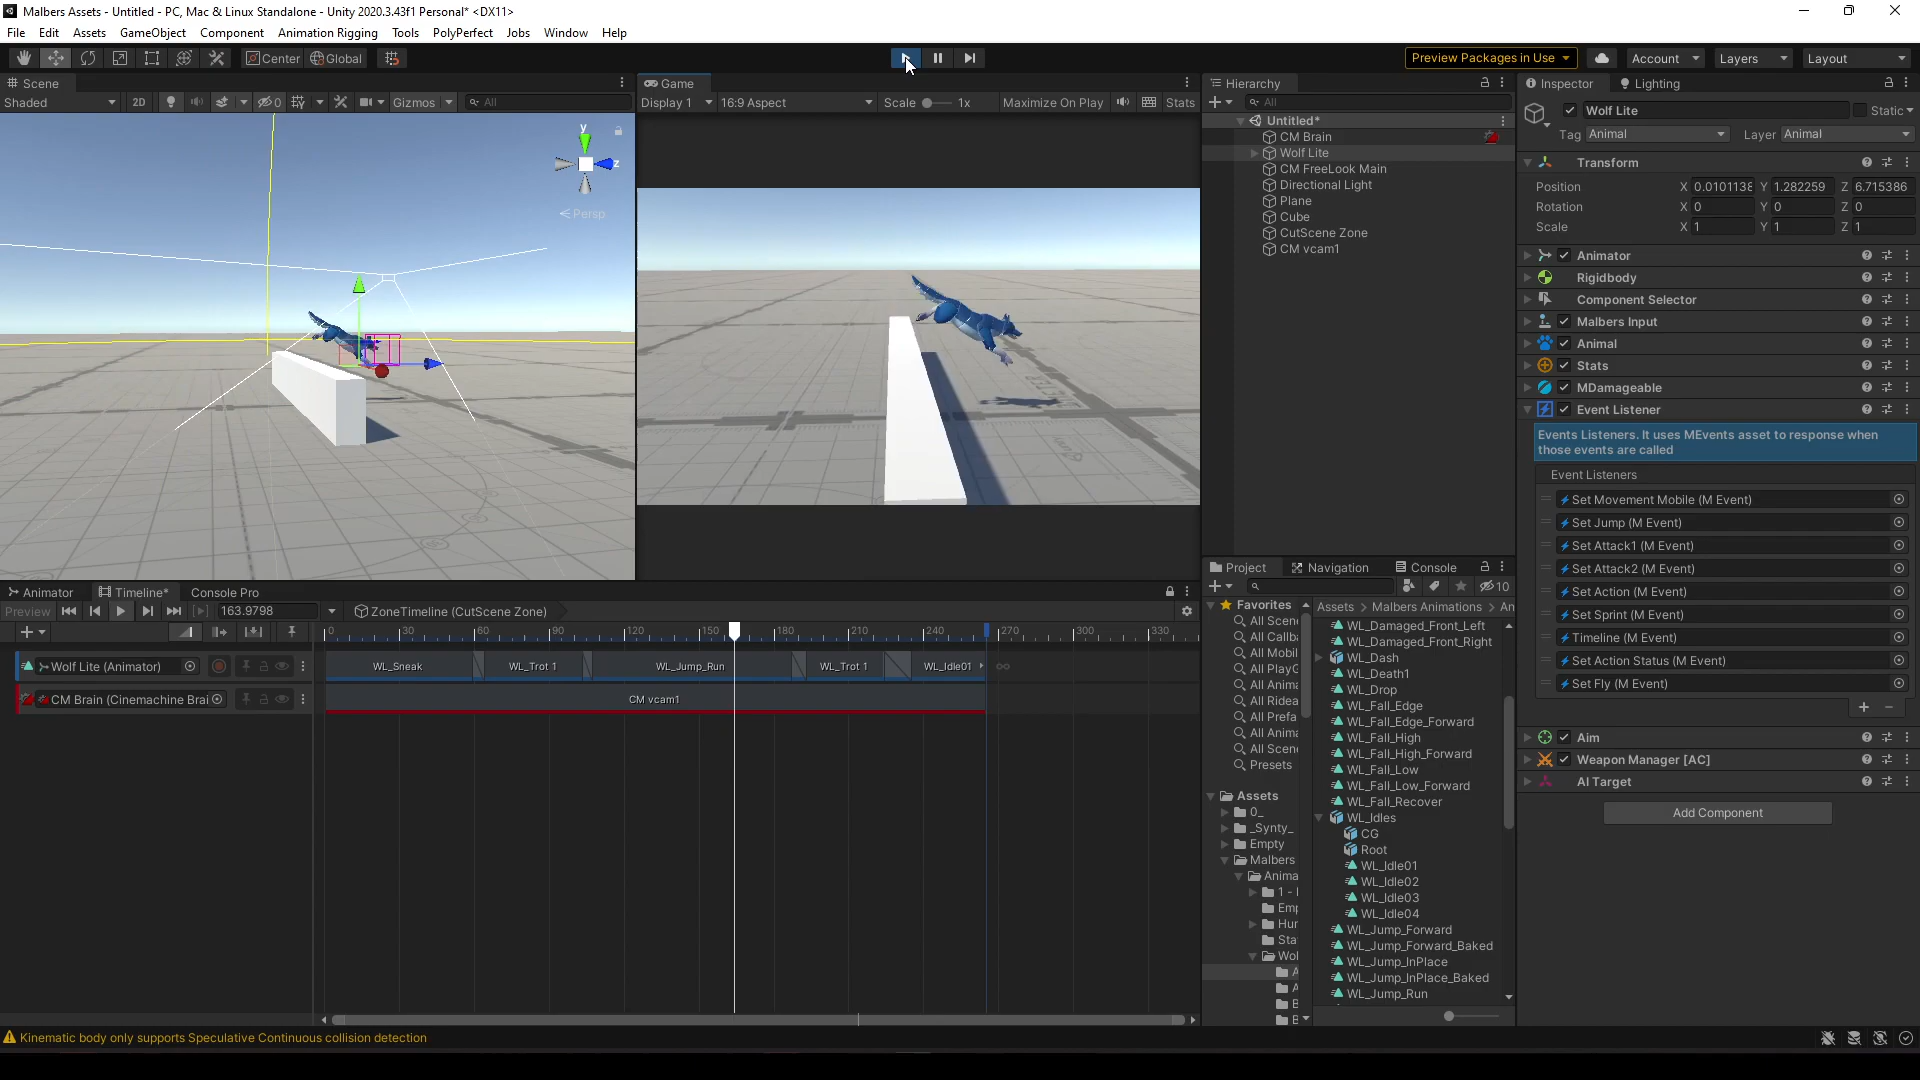 Malbers Assets - Untitled - PC, Mac & Linux Standalone - Unity 2020.3.43f1 Personal* <DX11>
File Edit Assets GameObject Component Animation Rigging Tools PolyPerfect Jobs Window Help
Center Global Preview Packages in Use Account Layers Layout
Scene
Shaded 2D 0 Gizmos All
y
z
Persp
Game
Display 1 16:9 Aspect Scale 1x Maximize On Play Stats
Hierarchy
All
Untitled*
CM Brain
Wolf Lite
CM FreeLook Main
Directional Light
Plane
Cube
CutScene Zone
CM vcam1
Inspector Lighting
Wolf Lite Static
Tag Animal Layer Animal
Transform
Position X 0.0101138 Y 1.282259 Z 6.715386
Rotation X 0 Y 0 Z 0
Scale X 1 Y 1 Z 1
Animator
Rigidbody
Component Selector
Malbers Input
Animal
Stats
MDamageable
Event Listener
Events Listeners. It uses MEvents asset to response when
those events are called
Event Listeners
Set Movement Mobile (M Event)
Set Jump (M Event)
Set Attack1 (M Event)
Set Attack2 (M Event)
Set Action (M Event)
Set Sprint (M Event)
Timeline (M Event)
Set Action Status (M Event)
Set Fly (M Event)
Aim
Weapon Manager [AC]
AI Target
Add Component
Animator Timeline* Console Pro
Preview 163.9798 ZoneTimeline (CutScene Zone)
0 30 60 90 120 150 180 210 240 270 300 330
Wolf Lite (Animator) WL_Sneak WL_Trot 1 WL_Jump_Run WL_Trot 1 WL_Idle01
CM Brain (Cinemachine Brai CM vcam1
Project Navigation Console
10
Favorites
All Scen
All Callba
All Mobil
All PlayG
All Anima
All Ridea
All Prefa
All Anima
All Scen
Presets
Assets
0_
_Synty_
Empty
Malbers
Anima
1 -
Emp
Hur
Sta
Wol
A
A
B
B
Assets > Malbers Animations > An
WL_Damaged_Front_Left
WL_Damaged_Front_Right
WL_Dash
WL_Death1
WL_Drop
WL_Fall_Edge
WL_Fall_Edge_Forward
WL_Fall_High
WL_Fall_High_Forward
WL_Fall_Low
WL_Fall_Low_Forward
WL_Fall_Recover
WL_Idles
CG
Root
WL_Idle01
WL_Idle02
WL_Idle03
WL_Idle04
WL_Jump_Forward
WL_Jump_Forward_Baked
WL_Jump_InPlace
WL_Jump_InPlace_Baked
WL_Jump_Run
Kinematic body only supports Speculative Continuous collision detection